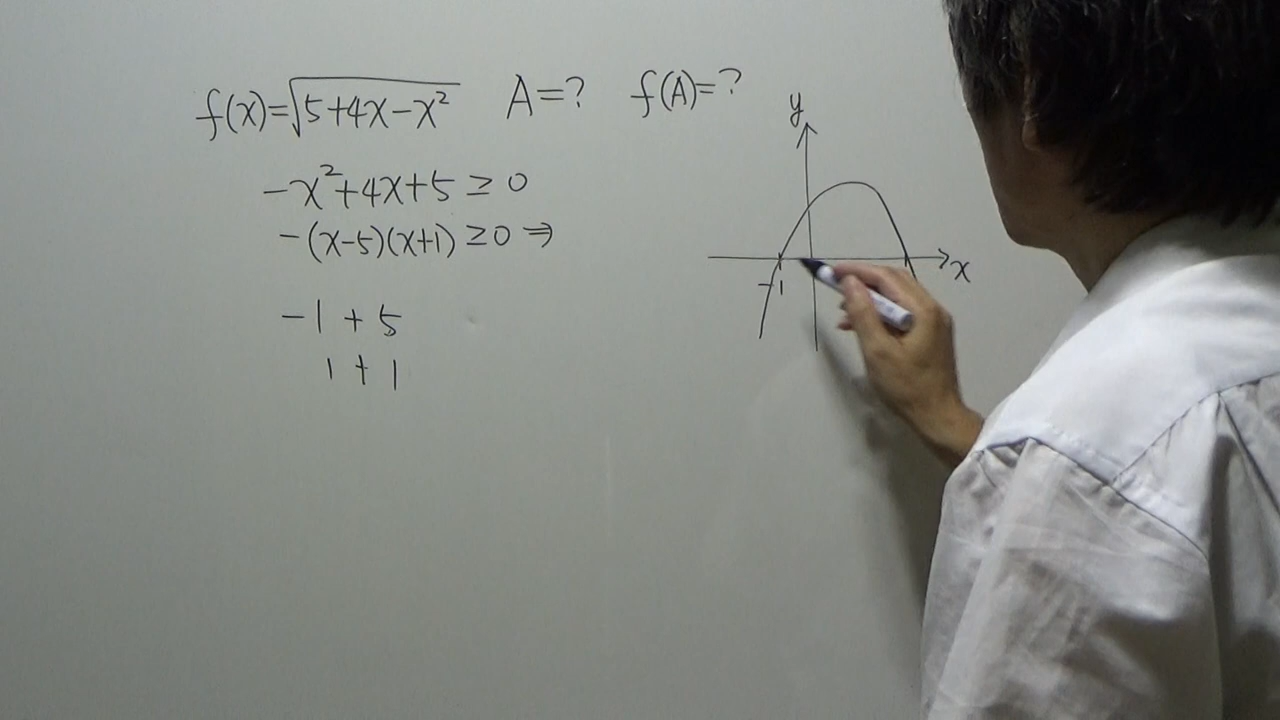 f(x)=√5+4x−x² A=? f(A)=?
−x²+4x+5 ≥ 0
−(x−5)(x+1) ≥0 ⇒
−1 + 5
1 + 1
y
x
−1